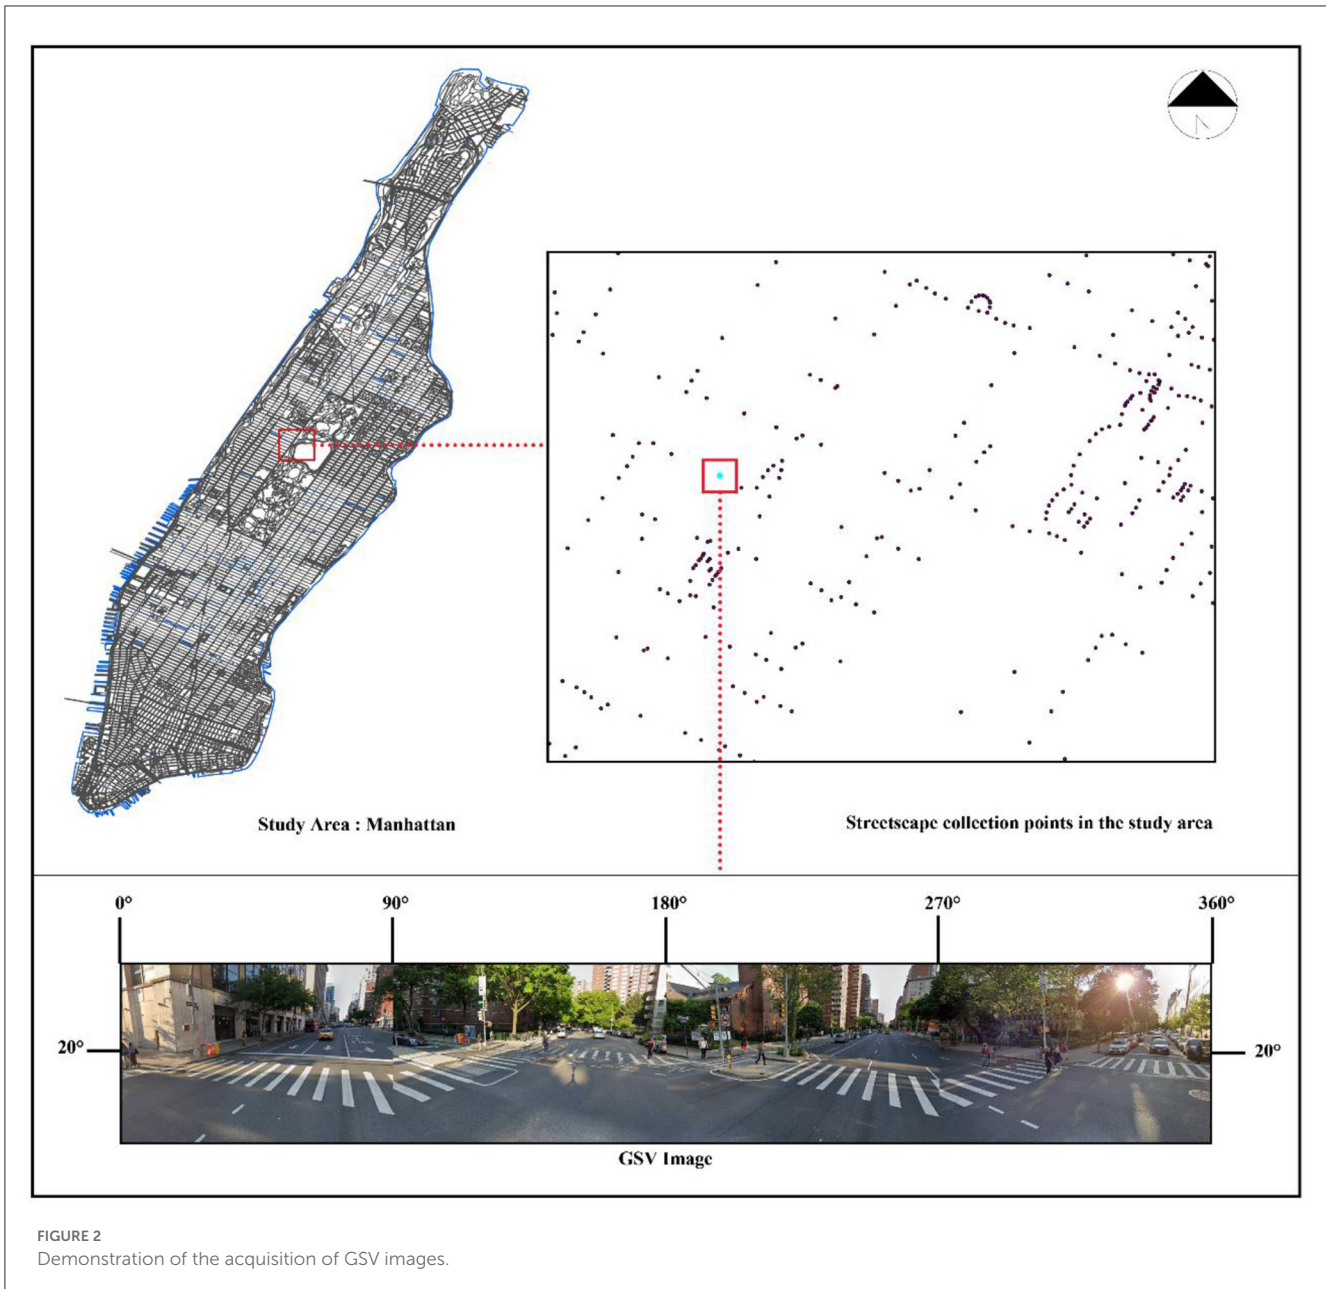 Study Area : Manhattan
Streetscape collection points in the study area
0°
90°
180°
270°
360°
20°
20°
GSV Image
FIGURE 2
Demonstration of the acquisition of GSV images.